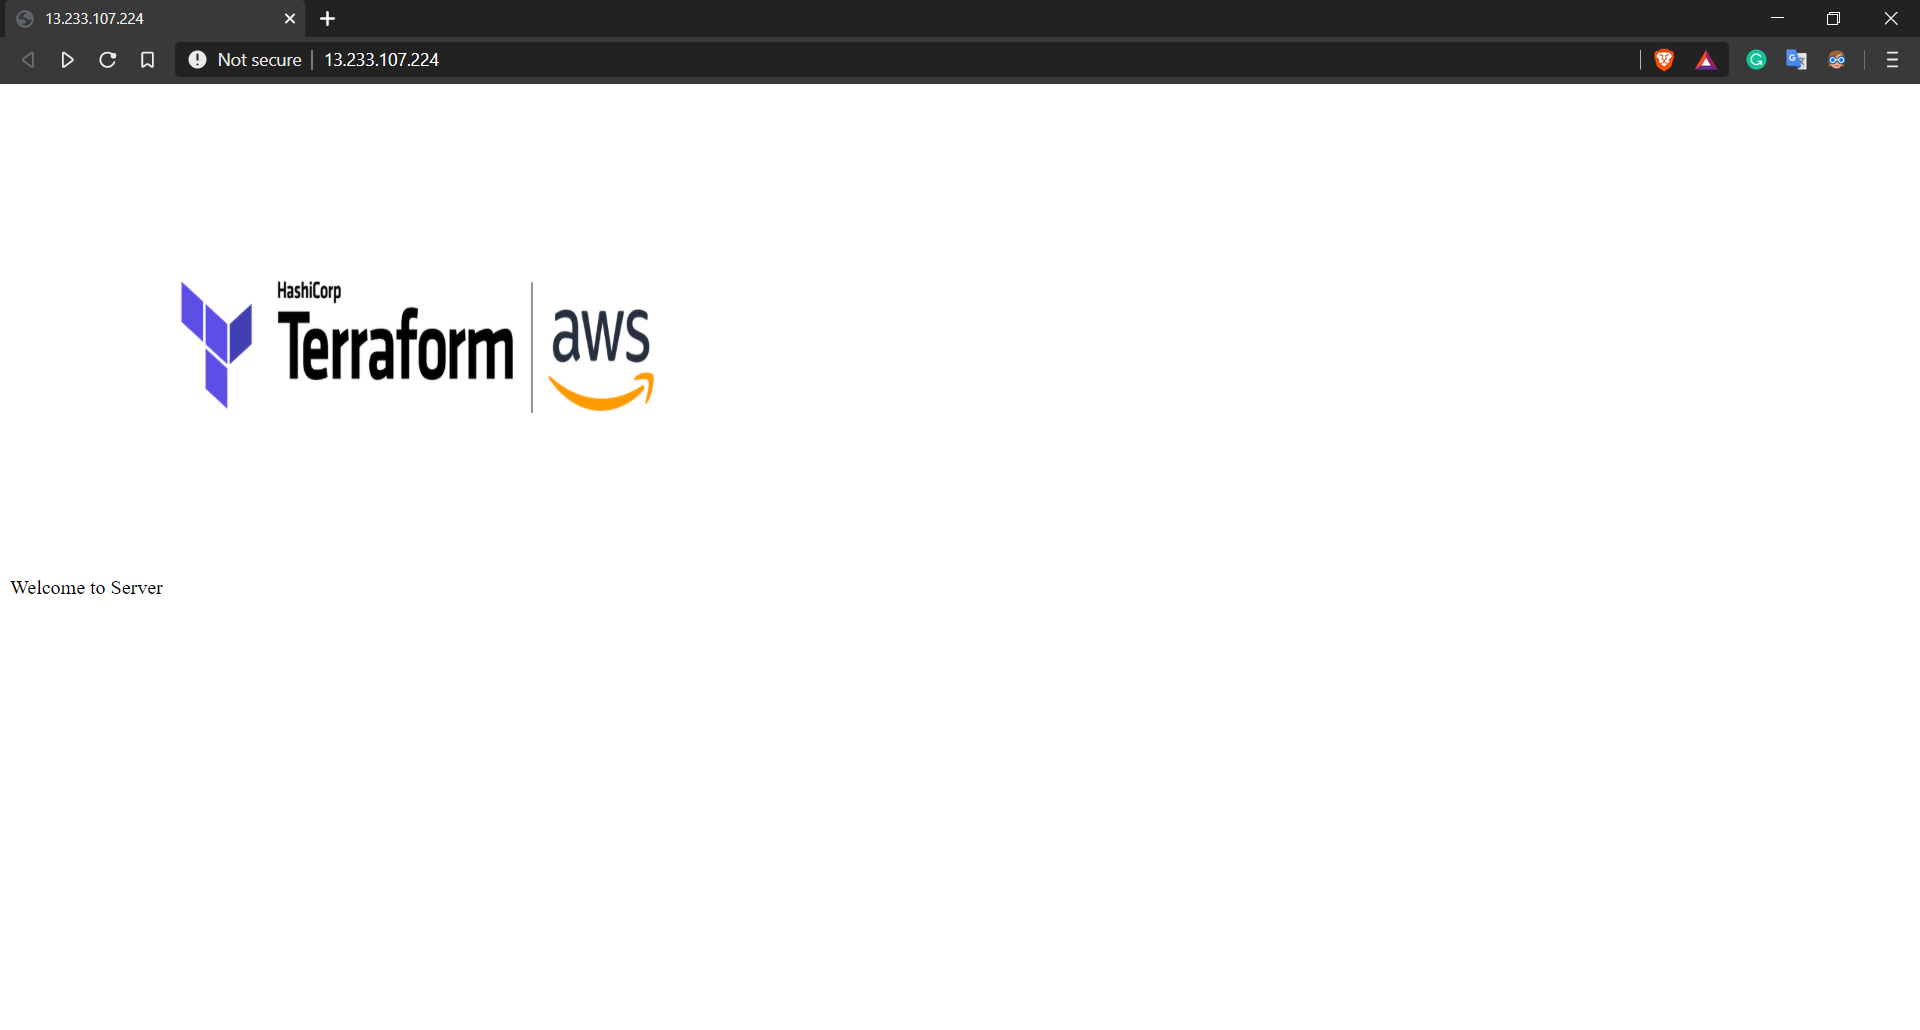 13.233.107.224
Not secure
13.233.107.224
HashiCorp
Terraform
aws
Welcome to Server